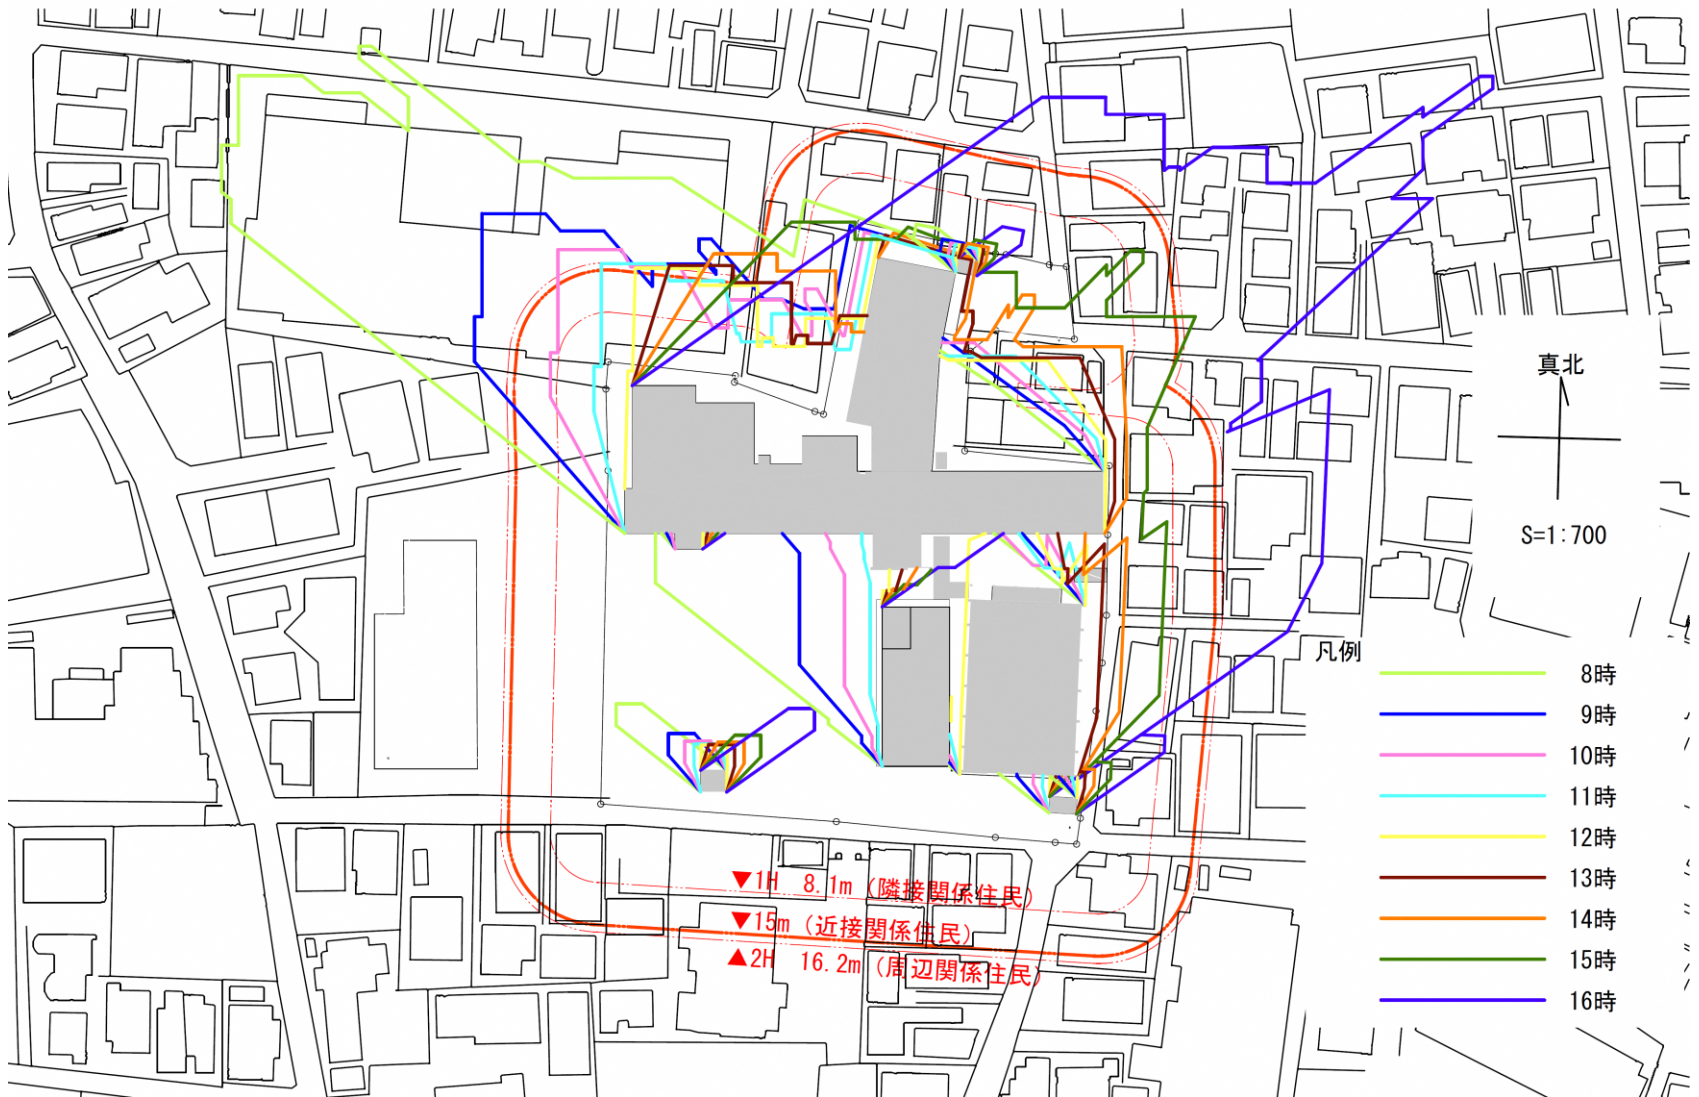 真北
S=1:700
凡例
8時
9時
10時
11時
12時
13時
14時
15時
16時
▼1H 8.1m (隣接関係住民)
▼15m (近接関係住民)
▲2H 16.2m (周辺関係住民)